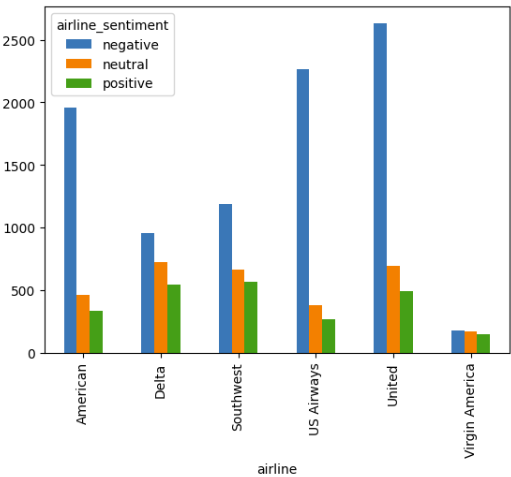 airline_sentiment
negative
neutral
positive
2500
2000
1500
1000
500
0
American
Delta
Southwest
US Airways
United
Virgin America
airline